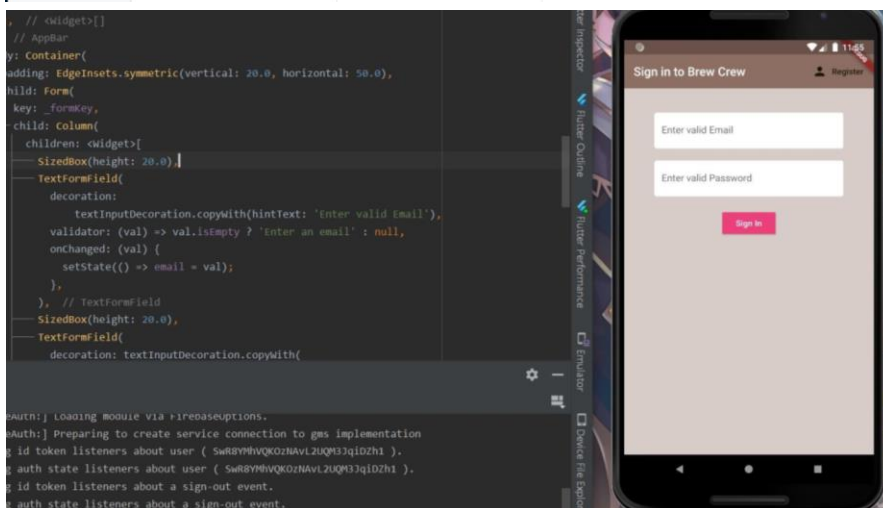 , // <Widget>[]
// AppBar
y: Container(
adding: EdgeInsets.symmetric(vertical: 20.0, horizontal: 50.0),
hild: Form(
key: _formKey,
child: Column(
children: <Widget>[
SizedBox(height: 20.0),
TextFormField(
decoration:
textInputDecoration.copyWith(hintText: 'Enter valid Email'),
validator: (val) => val.isEmpty ? 'Enter an email' : null,
onChanged: (val) {
setState(() => email = val);
},
), // TextFormField
SizedBox(height: 20.0),
TextFormField(
decoration: textInputDecoration.copyWith(
eAuth:] Loading module via FirebaseOptions.
eAuth:] Preparing to create service connection to gms implementation
g id token listeners about user ( SwR8YMhVQKOzNAvL2UQM3JqiDZh1 ).
g auth state listeners about user ( SwR8YMhVQKOzNAvL2UQM3JqiDZh1 ).
g id token listeners about a sign-out event.
g auth state listeners about a sign-out event.
tter Inspector
Flutter Outline
Flutter Performance
Emulator
Device File Explor
11:55
Sign in to Brew Crew
Register
Enter valid Email
Enter valid Password
Sign In